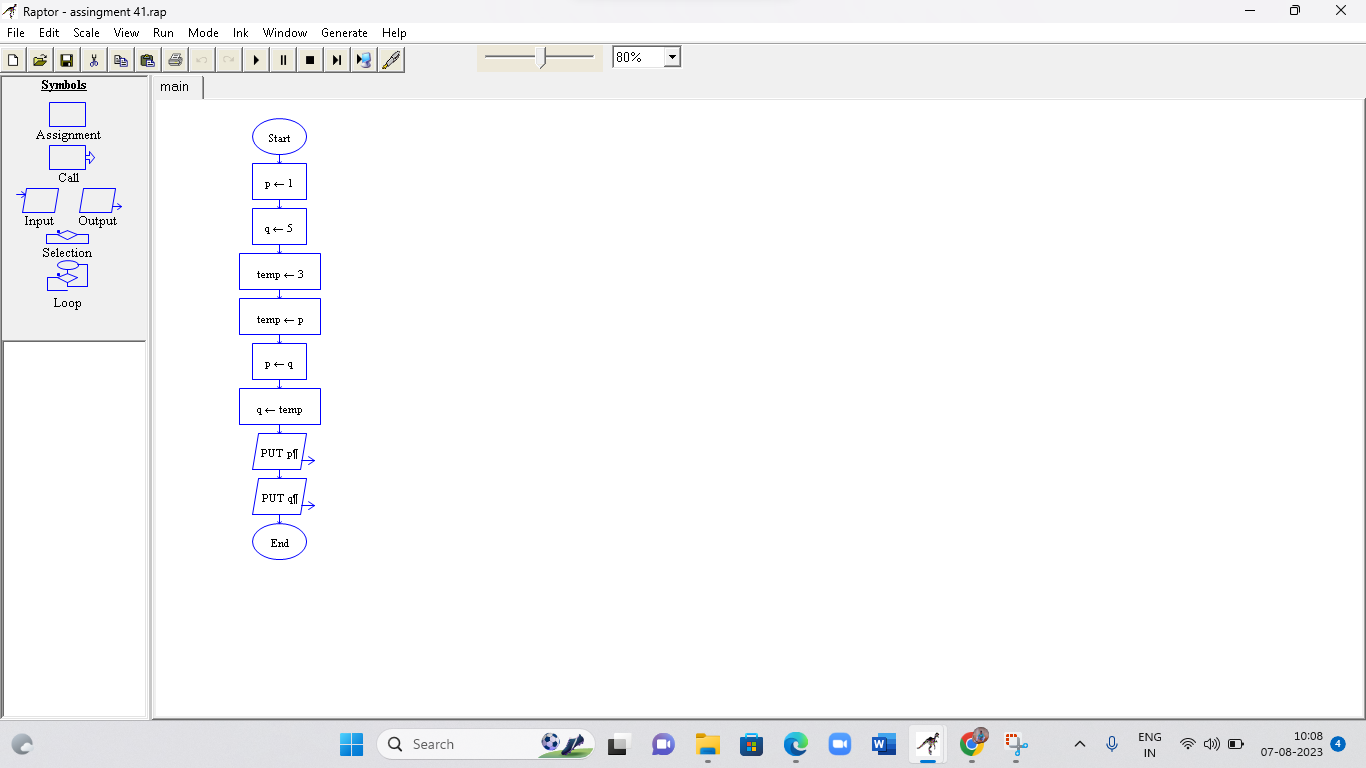 Raptor - assingment 41.rap
File Edit Scale View Run Mode Ink Window Generate Help
80%
Symbols
main
Assignment
Call
Input Output
Selection
Loop
Start
p ← 1
q ← 5
temp ← 3
temp ← p
p ← q
q ← temp
PUT p¶
PUT q¶
End
Search
ENG
IN
10:08
07-08-2023
4